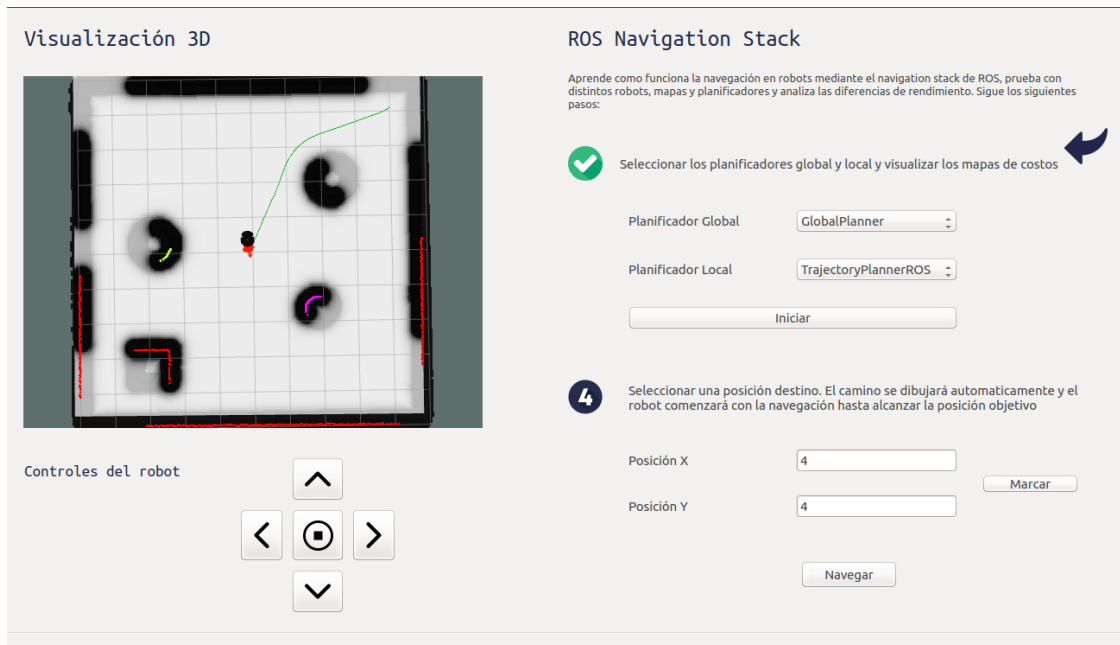 Visualización 3D
Controles del robot
ROS Navigation Stack
Aprende como funciona la navegación en robots mediante el navigation stack de ROS, prueba con
distintos robots, mapas y planificadores y analiza las diferencias de rendimiento. Sigue los siguientes
pasos:
Seleccionar los planificadores global y local y visualizar los mapas de costos
Planificador Global
GlobalPlanner
Planificador Local
TrajectoryPlannerROS
Iniciar
4
Seleccionar una posición destino. El camino se dibujará automaticamente y el
robot comenzará con la navegación hasta alcanzar la posición objetivo
Posición X
4
Marcar
Posición Y
4
Navegar